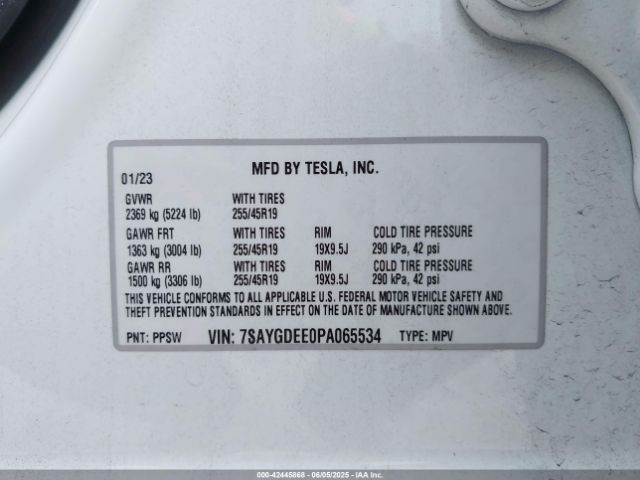 MFD BY TESLA, INC.
01/23
GVWR WITH TIRES
2369 kg (5224 lb) 255/45R19
GAWR FRT WITH TIRES RIM COLD TIRE PRESSURE
1363 kg (3004 lb) 255/45R19 19X9.5J 290 kPa, 42 psi
GAWR RR WITH TIRES RIM COLD TIRE PRESSURE
1500 kg (3306 lb) 255/45R19 19X9.5J 290 kPa, 42 psi
THIS VEHICLE CONFORMS TO ALL APPLICABLE U.S. FEDERAL MOTOR VEHICLE SAFETY AND
THEFT PREVENTION STANDARDS IN EFFECT ON THE DATE OF MANUFACTURE SHOWN ABOVE.
PNT: PPSW VIN: 7SAYGDEE0PA065534 TYPE: MPV
000-42445868 - 06/05/2025 - IAA, Inc.